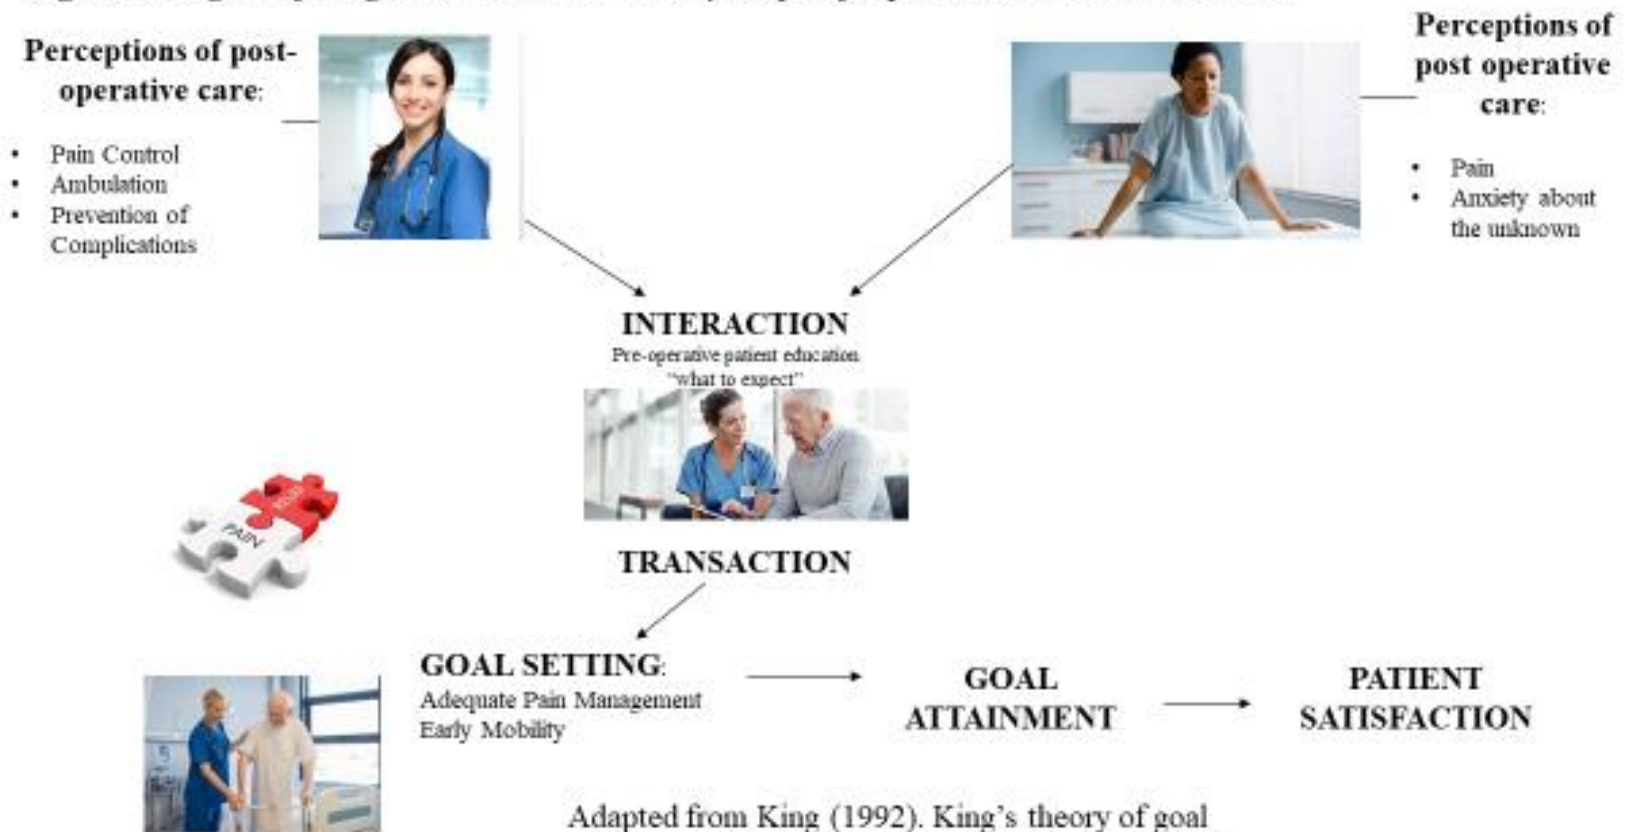 Perceptions of post-
operative care:
• Pain Control
• Ambulation
• Prevention of
Complications
Perceptions of
post operative
care:
• Pain
• Anxiety about
the unknown
INTERACTION
Pre-operative patient education
"what to expect"
PAIN
TRANSACTION
GOAL SETTING:
Adequate Pain Management
Early Mobility
GOAL
ATTAINMENT
PATIENT
SATISFACTION
Adapted from King (1992). King's theory of goal